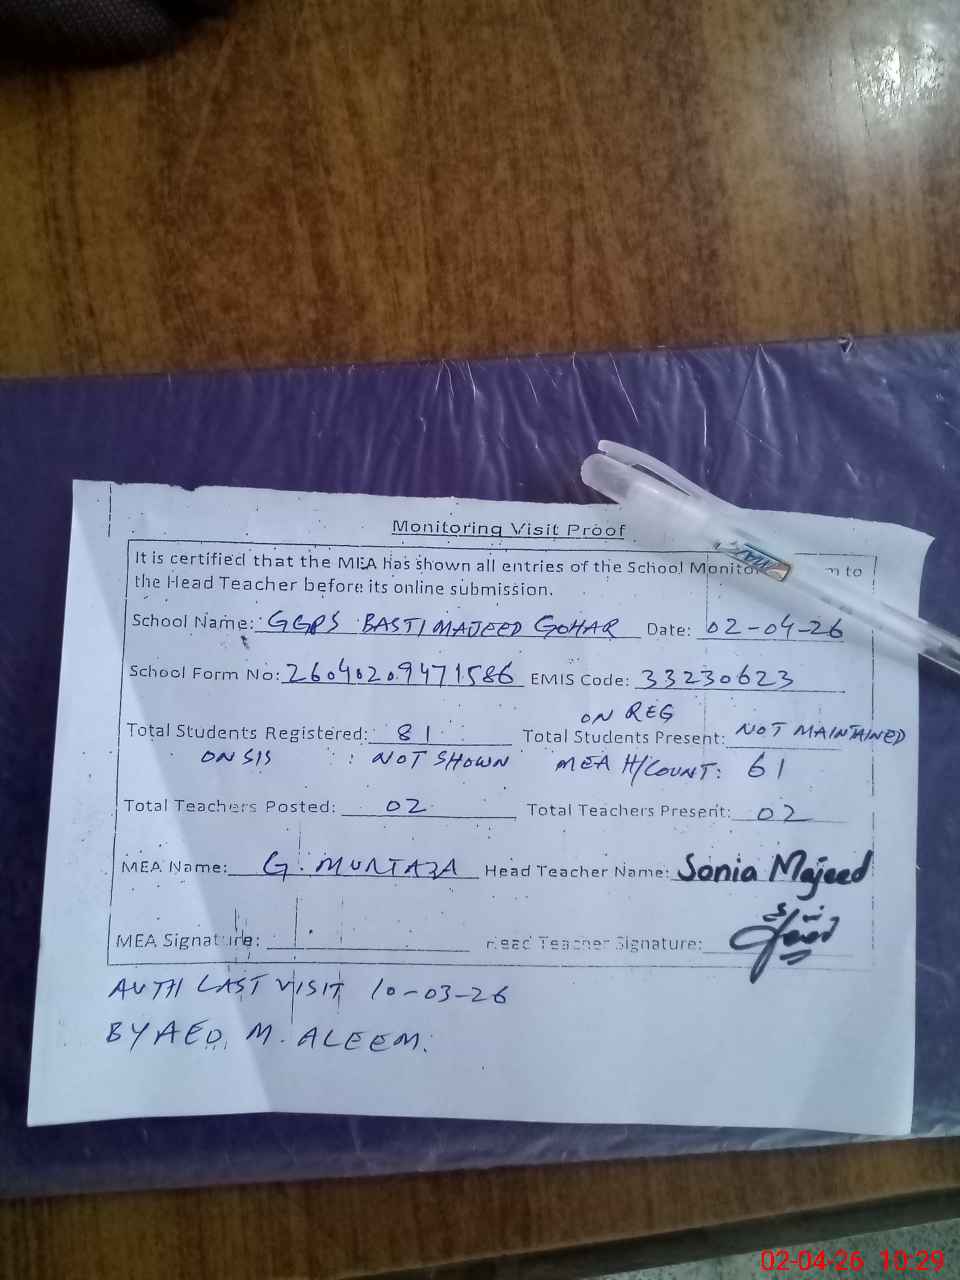 Monitoring Visit Proof
It is certified that the MEA has shown all entries of the School Monito m to
the Head Teacher before its online submission.
School Name: GGPS BASTI MAJEED GOHAR Date: 02-04-26
School Form No: 26040209471586 EMIS Code: 33230623
ON REG
Total Students Registered: 81 Total Students Present: NOT MAINTAINED
ON SIS : NOT SHOWN MEA H/COUNT: 61
Total Teachers Posted: 02 Total Teachers Present: 02
MEA Name: G. MURTAZA Head Teacher Name: Sonia Majeed
MEA Signature: Head Teacher Signature:
AUTH LAST VISIT 10-03-26
BY AEO, M. ALEEM.
02-04-26 10:29